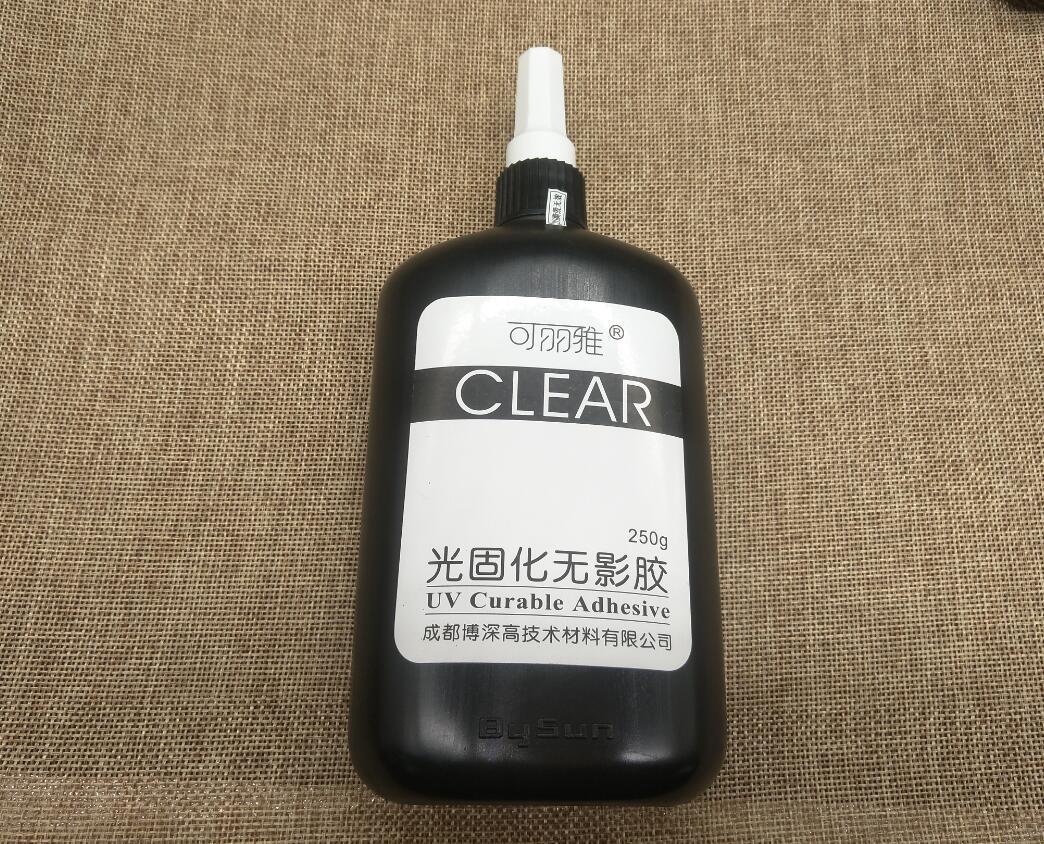 可丽雅®
CLEAR
250g
光固化无影胶
UV Curable Adhesive
成都博深高技术材料有限公司
BySun